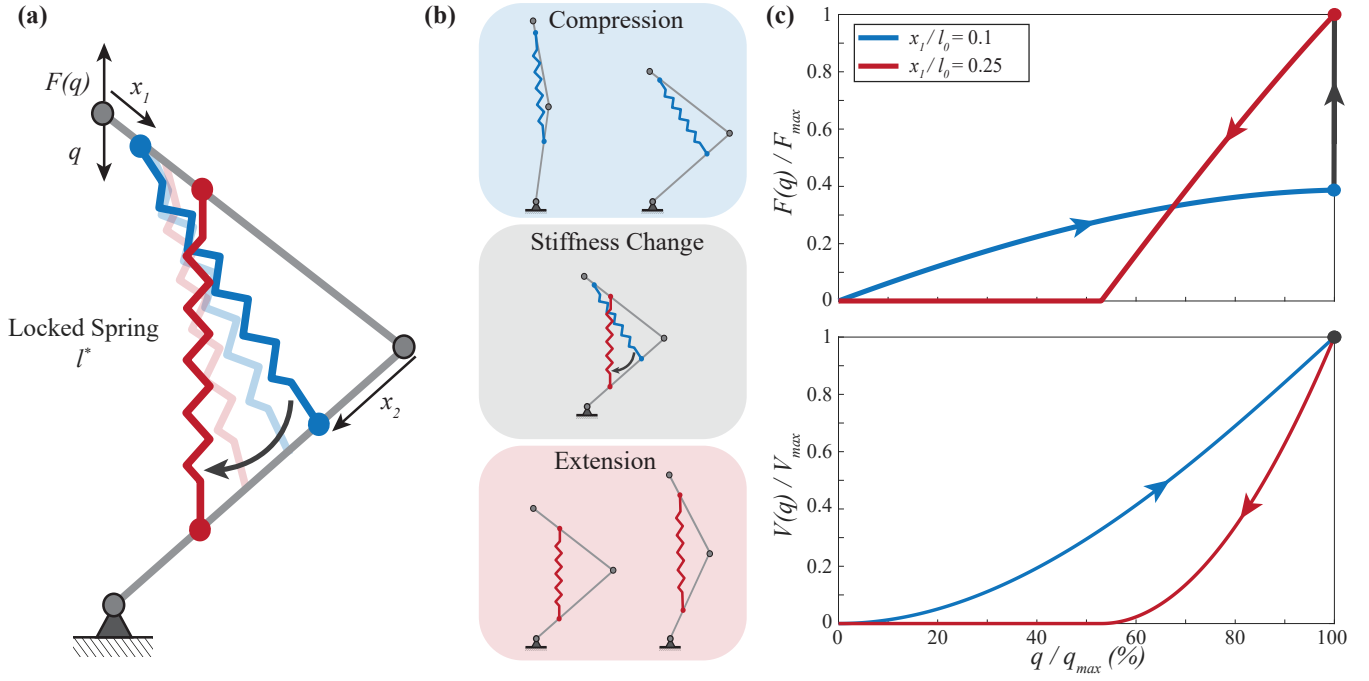 (a)
F(q)
x1
q
Locked Spring
l*
x2
(b)
Compression
Stiffness Change
Extension
(c)
x1/l0= 0.1
x1/l0= 0.25
F(q) / Fmax
1
0.8
0.6
0.4
0.2
0
V(q) / Vmax
1
0.8
0.6
0.4
0.2
0
0
20
40
60
80
100
q / qmax (%)